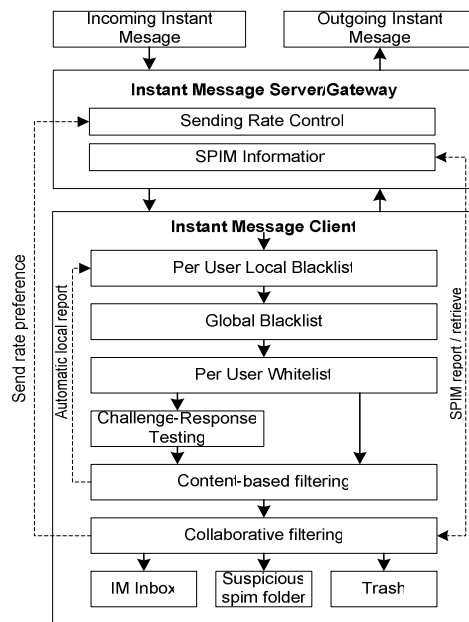 Incoming Instant
Mesage
Outgoing Instant
Message
Instant Message Server/Gateway
Sending Rate Control
SPIM Information
Instant Message Client
Per User Local Blacklist
Global Blacklist
Per User Whitelist
Challenge-Response
Testing
Content-based filtering
Collaborative filtering
IM Inbox
Suspicious
spim folder
Trash
Send rate preference
Automatic local report
SPIM report / retrieve